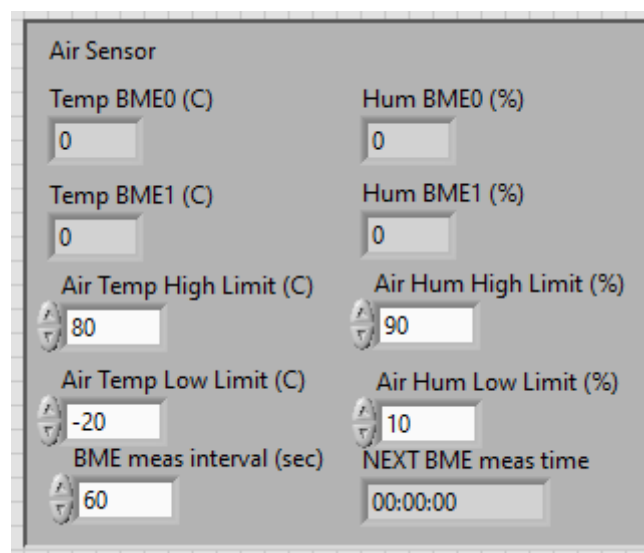 Air Sensor
Temp BME0 (C) Hum BME0 (%)
0 0
Temp BME1 (C) Hum BME1 (%)
0 0
Air Temp High Limit (C) Air Hum High Limit (%)
80 90
Air Temp Low Limit (C) Air Hum Low Limit (%)
-20 10
BME meas interval (sec) NEXT BME meas time
60 00:00:00